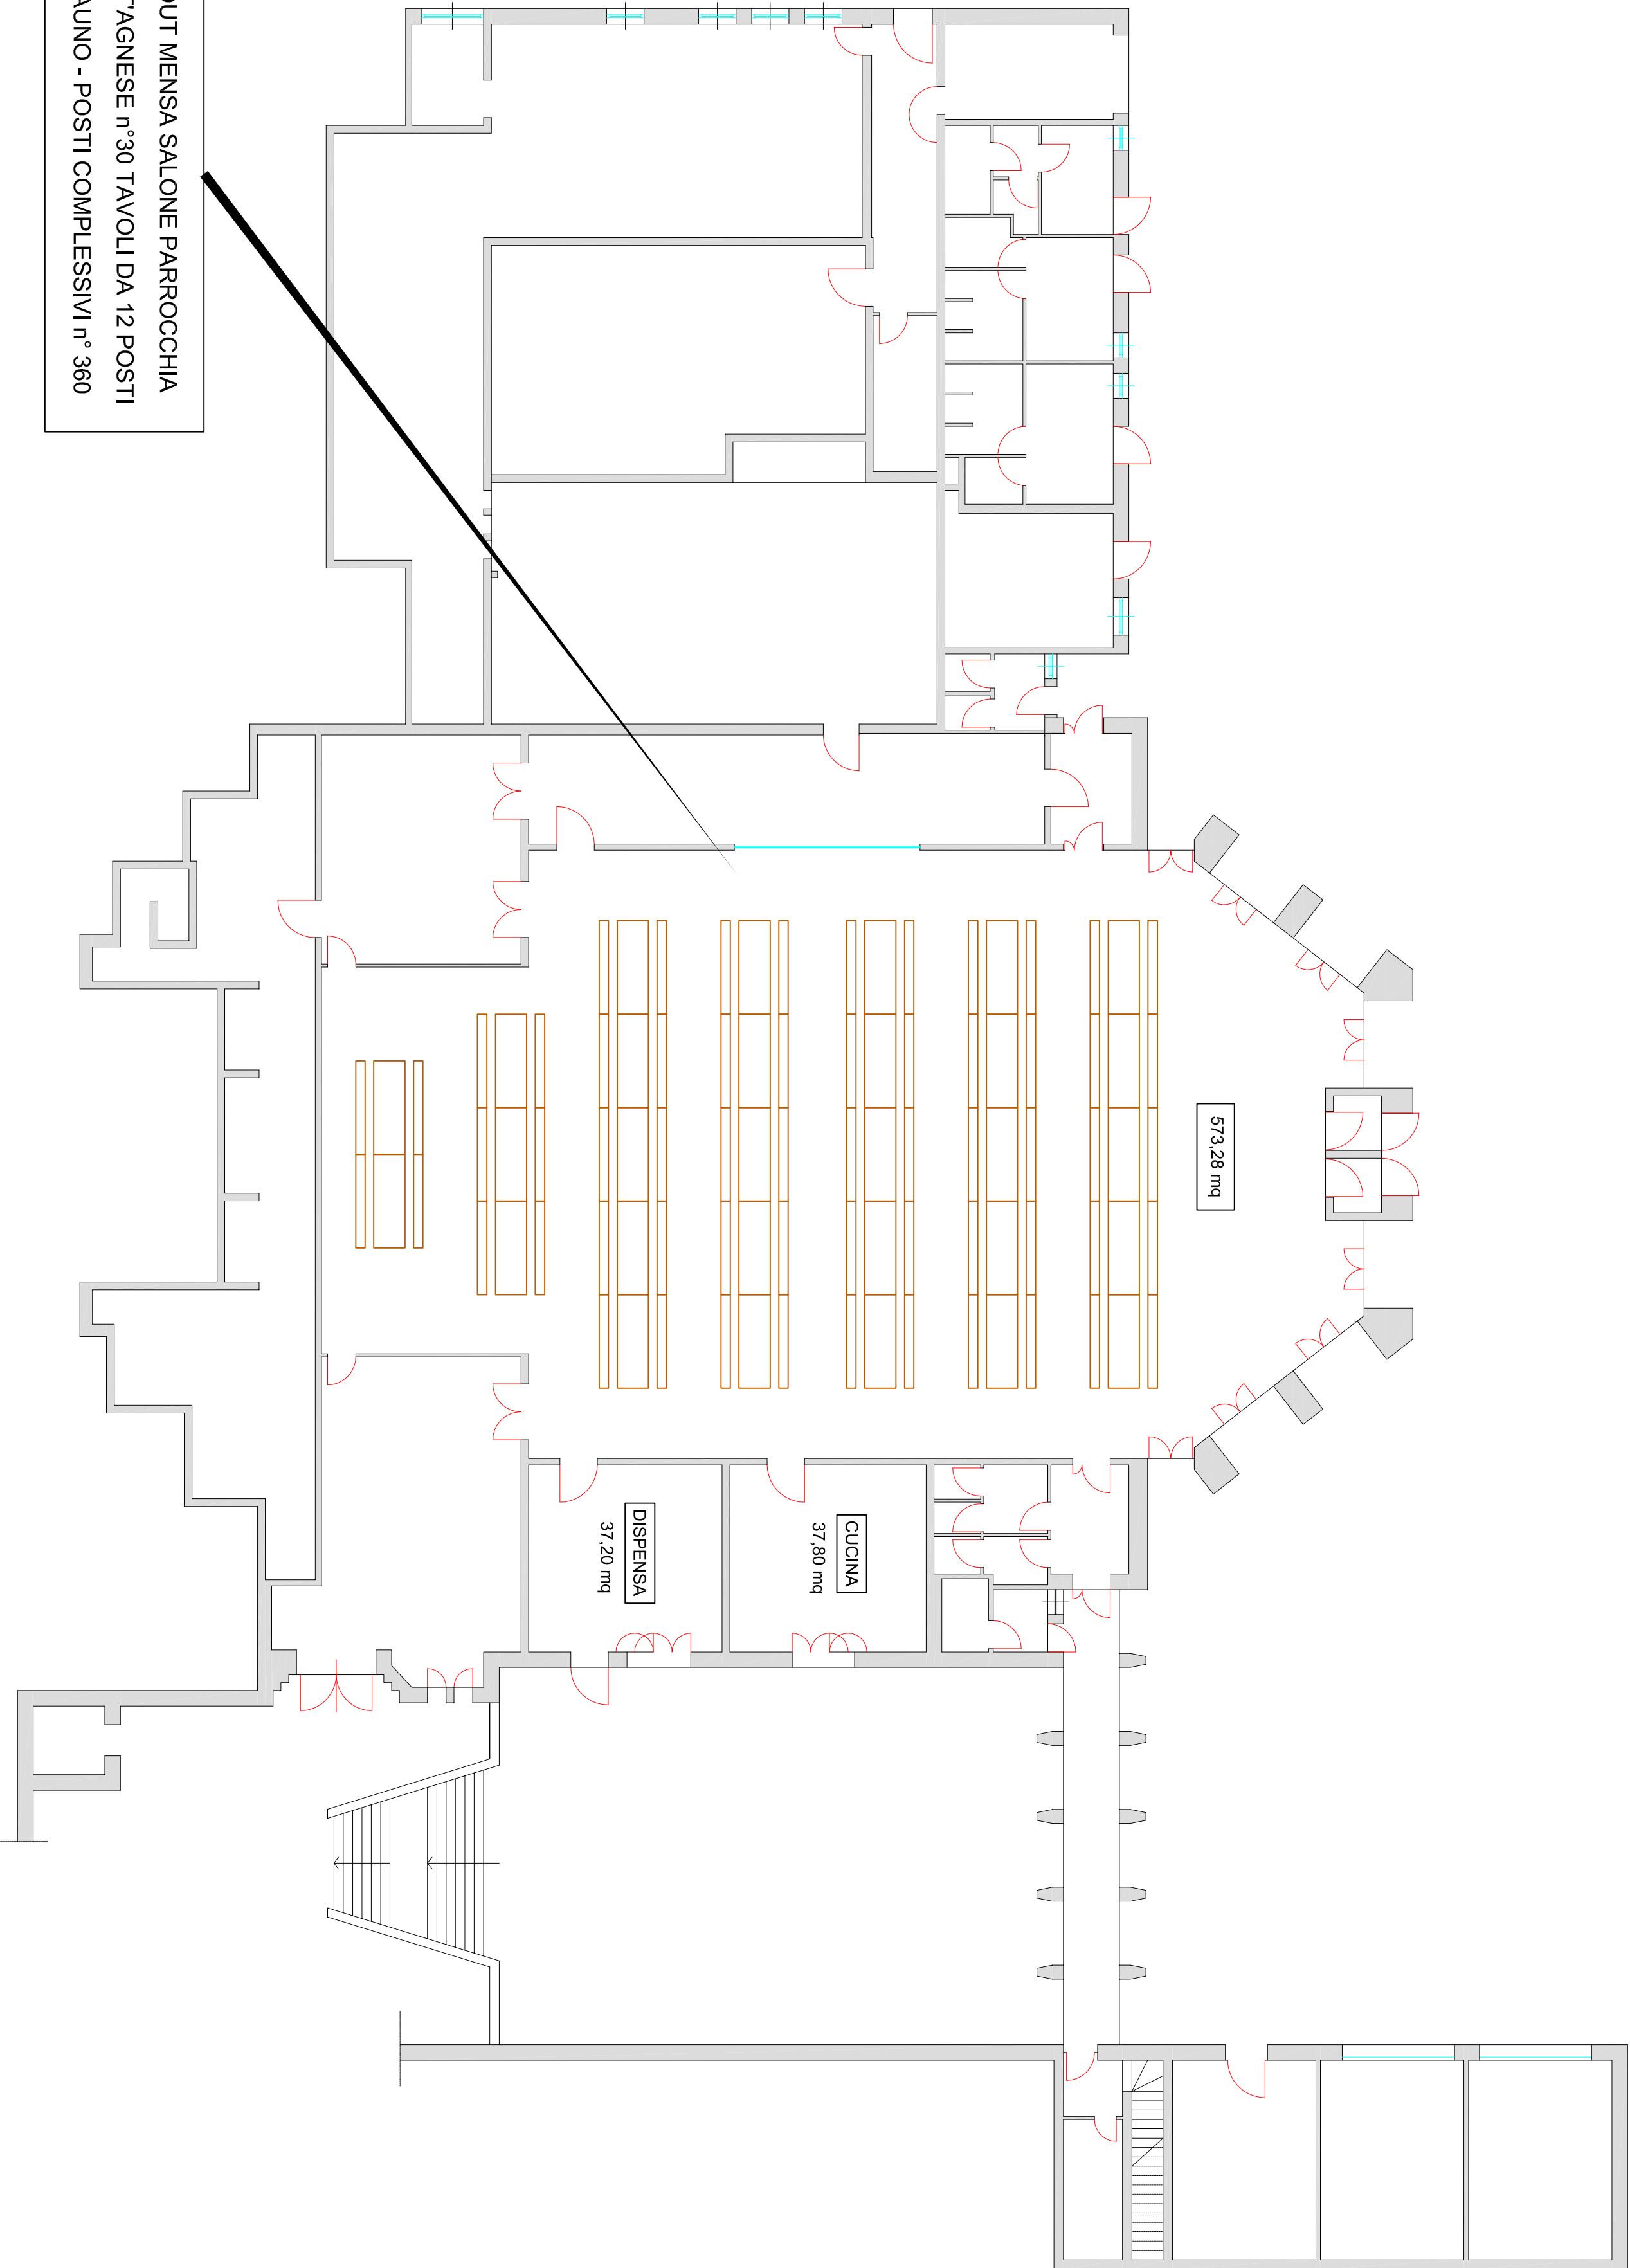 OUT MENSA SALONE PARROCCHIA
T'AGNESE n°30 TAVOLI DA 12 POSTI
AUNO - POSTI COMPLESSIVI n° 360
573,28 mq
CUCINA
37,80 mq
DISPENSA
37,20 mq